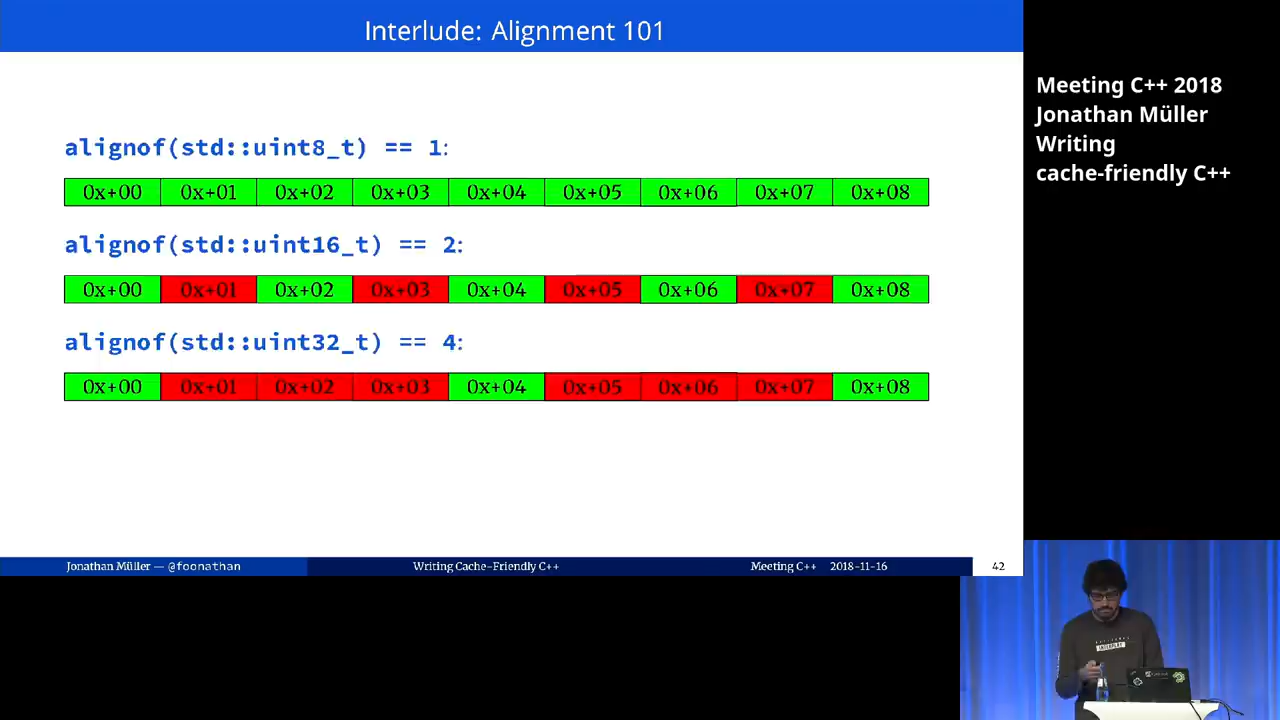 Interlude: Alignment 101
alignof(std::uint8_t) == 1:
0x+00 0x+01 0x+02 0x+03 0x+04 0x+05 0x+06 0x+07 0x+08
alignof(std::uint16_t) == 2:
0x+00 0x+01 0x+02 0x+03 0x+04 0x+05 0x+06 0x+07 0x+08
alignof(std::uint32_t) == 4:
0x+00 0x+01 0x+02 0x+03 0x+04 0x+05 0x+06 0x+07 0x+08
Jonathan Müller — @foonathan Writing Cache-Friendly C++ Meeting C++ 2018-11-16 42
Meeting C++ 2018
Jonathan Müller
Writing
cache-friendly C++